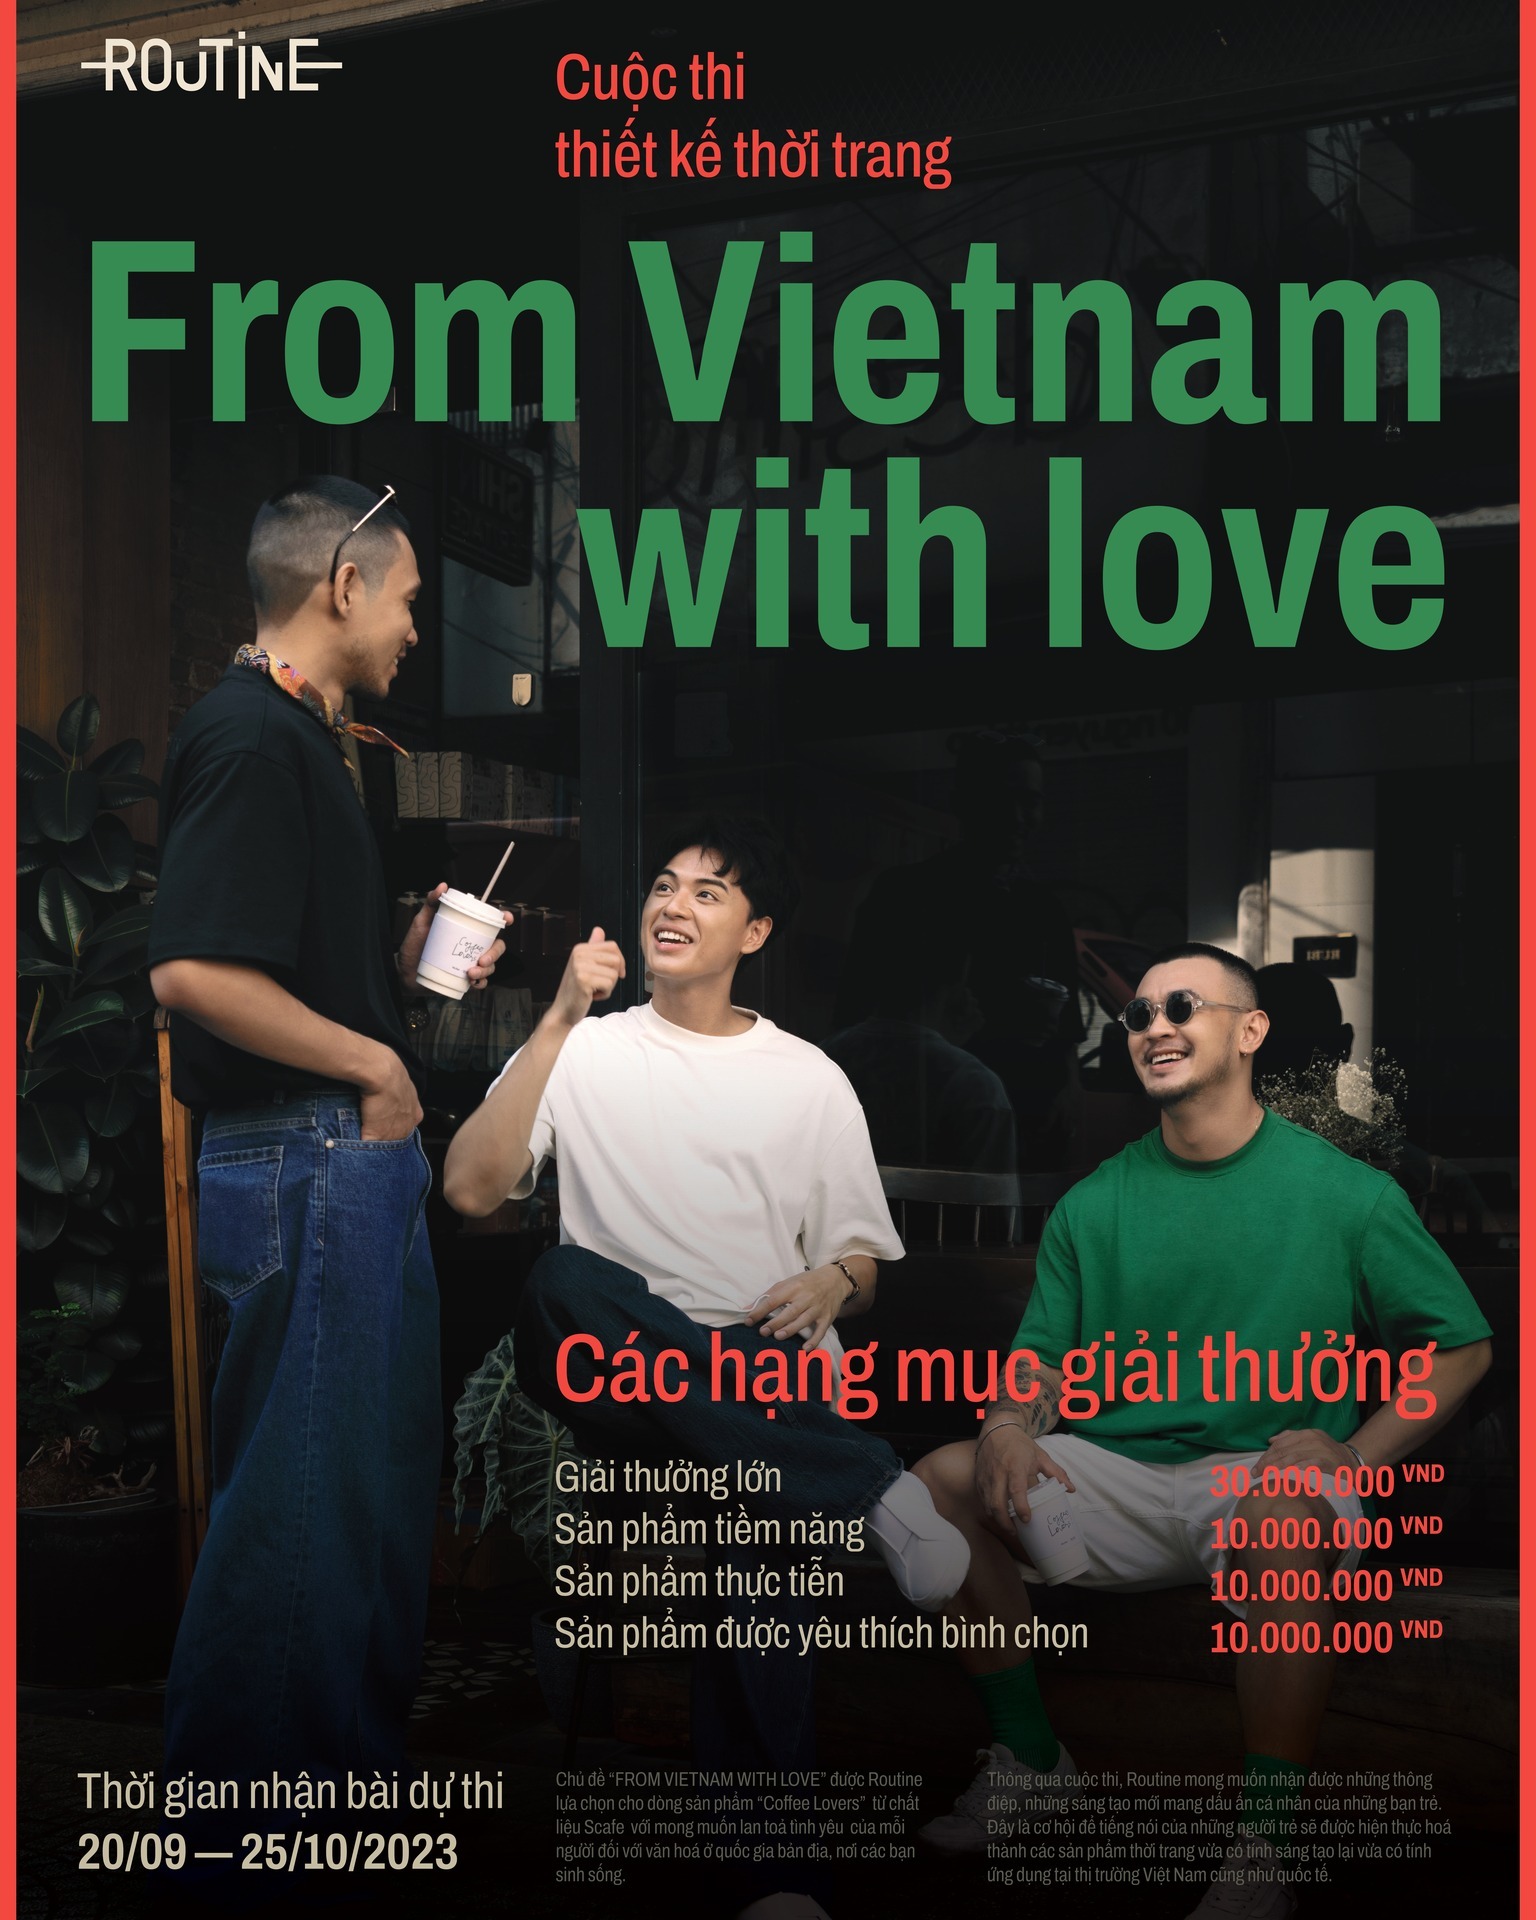 ROUTINE
Cuộc thi
thiết kế thời trang
From Vietnam
with love
Coffee
Lovers
Các hạng mục giải thưởng
Giải thưởng lớn 30.000.000 VND
Sản phẩm tiềm năng 10.000.000 VND
Sản phẩm thực tiễn 10.000.000 VND
Sản phẩm được yêu thích bình chọn 10.000.000 VND
Thời gian nhận bài dự thi
20/09 — 25/10/2023
Chủ đề “FROM VIETNAM WITH LOVE” được Routine
lựa chọn cho dòng sản phẩm “Coffee Lovers” từ chất
liệu Scafe với mong muốn lan toả tình yêu của mỗi
người đối với văn hoá ở quốc gia bản địa, nơi các bạn
sinh sống.
Thông qua cuộc thi, Routine mong muốn nhận được những thông
điệp, những sáng tạo mới mang dấu ấn cá nhân của những bạn trẻ.
Đây là cơ hội để tiếng nói của những người trẻ sẽ được hiện thực hoá
thành các sản phẩm thời trang vừa có tính sáng tạo lại vừa có tính
ứng dụng tại thị trường Việt Nam cũng như quốc tế.